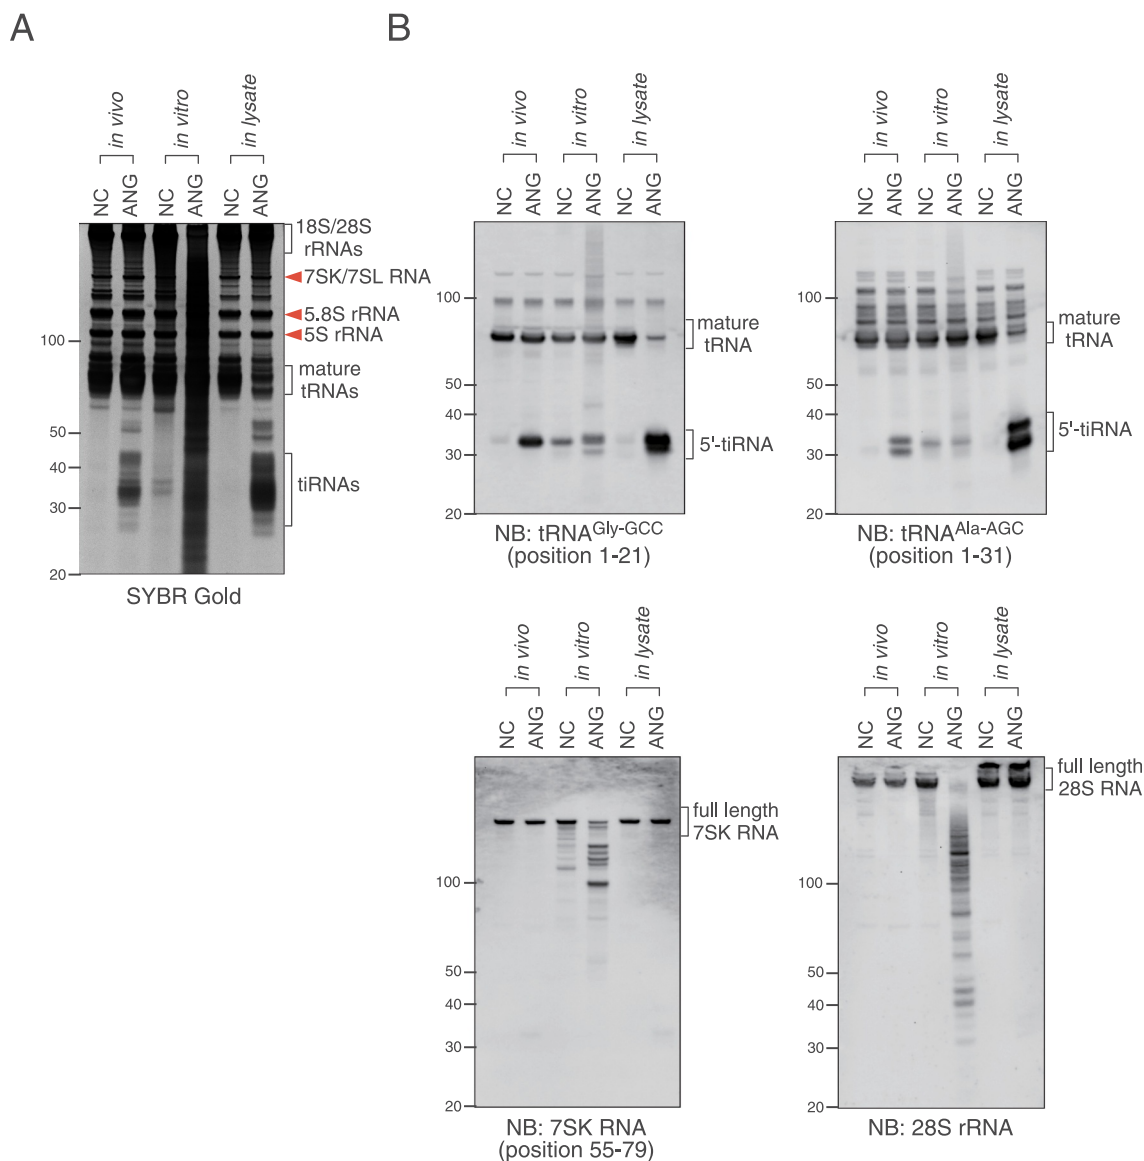 A
B
in vivo
in vitro
in lysate
NC
ANG
NC
ANG
NC
ANG
18S/28S
rRNAs
7SK/7SL RNA
5.8S rRNA
5S rRNA
mature
tRNAs
tiRNAs
100
50
40
30
20
SYBR Gold
in vivo
in vitro
in lysate
NC
ANG
NC
ANG
NC
ANG
100
50
40
30
20
mature
tRNA
5'-tiRNA
NB: tRNAGly-GCC
(position 1-21)
in vivo
in vitro
in lysate
NC
ANG
NC
ANG
NC
ANG
100
50
40
30
20
mature
tRNA
5'-tiRNA
NB: tRNAAla-AGC
(position 1-31)
in vivo
in vitro
in lysate
NC
ANG
NC
ANG
NC
ANG
100
50
40
30
20
full length
7SK RNA
NB: 7SK RNA
(position 55-79)
in vivo
in vitro
in lysate
NC
ANG
NC
ANG
NC
ANG
100
50
40
30
20
full length
28S RNA
NB: 28S rRNA